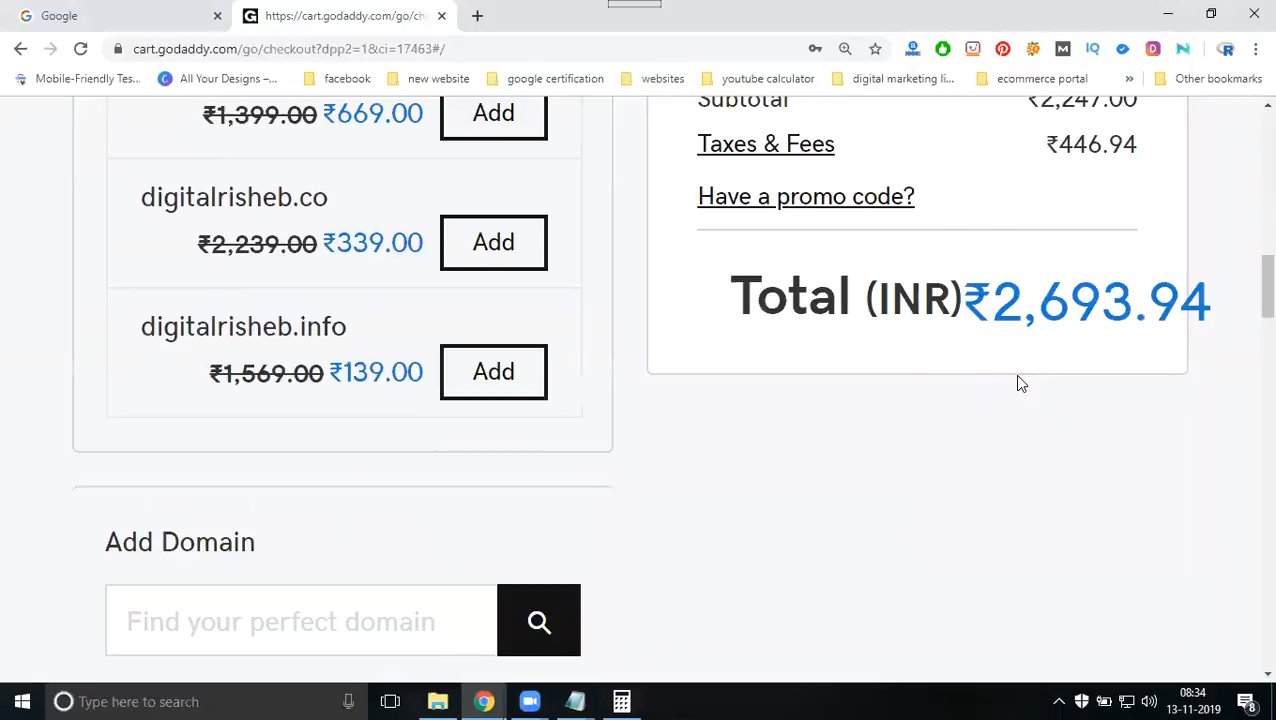 Google
https://cart.godaddy.com/go/ch
cart.godaddy.com/go/checkout?dpp2=1&ci=17463#/
Mobile-Friendly Tes...
All Your Designs –...
facebook
new website
google certification
websites
youtube calculator
digital marketing li...
ecommerce portal
»
Other bookmarks
₹1,399.00 ₹669.00 Add
digitalrisheb.co
₹2,239.00 ₹339.00 Add
digitalrisheb.info
₹1,569.00 ₹139.00 Add
Add Domain
Find your perfect domain
Subtotal ₹2,247.00
Taxes & Fees ₹446.94
Have a promo code?
Total (INR) ₹2,693.94
Type here to search
08:34
13-11-2019
8